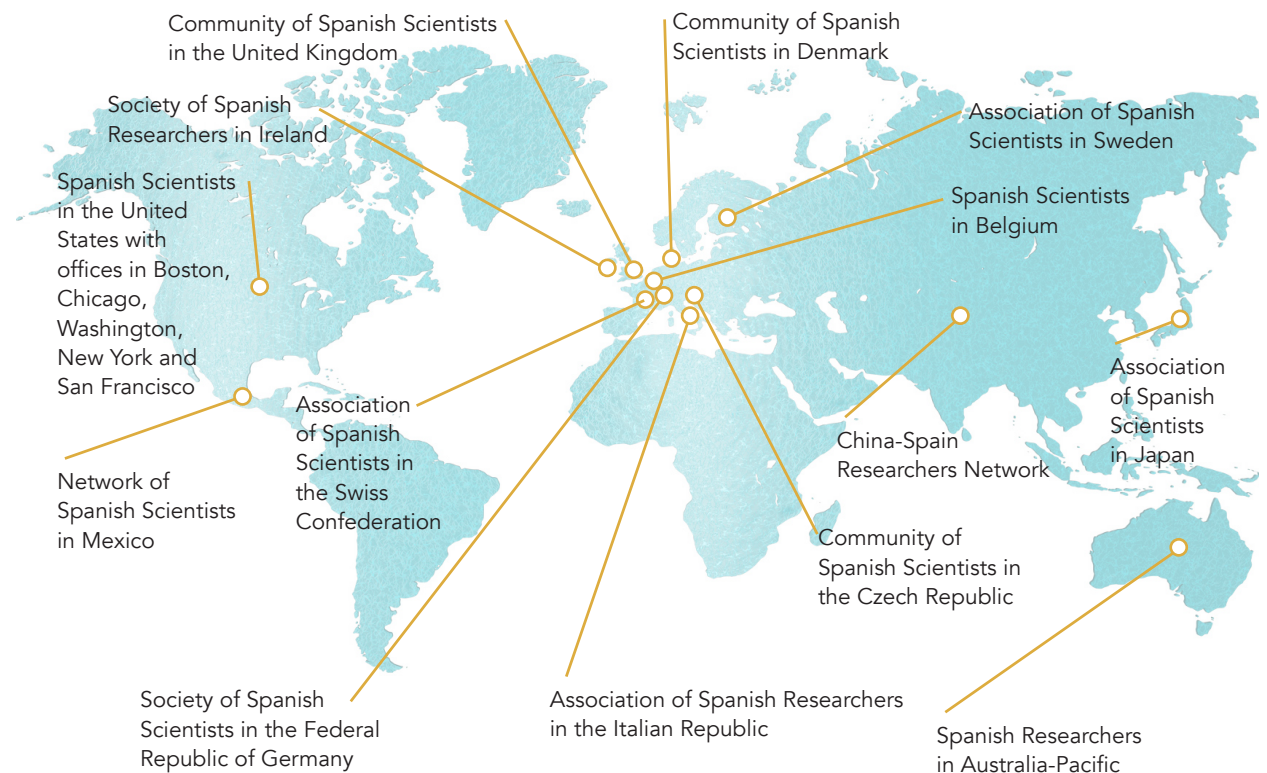 Community of Spanish Scientists
in the United Kingdom
Community of Spanish
Scientists in Denmark
Society of Spanish
Researchers in Ireland
Association of Spanish
Scientists in Sweden
Spanish Scientists
in the United
States with
offices in Boston,
Chicago,
Washington,
New York and
San Francisco
Spanish Scientists
in Belgium
Association
of Spanish
Scientists
in Japan
Association
of Spanish
Scientists in
the Swiss
Confederation
China-Spain
Researchers Network
Network of
Spanish Scientists
in Mexico
Community of
Spanish Scientists in
the Czech Republic
Society of Spanish
Scientists in the Federal
Republic of Germany
Association of Spanish Researchers
in the Italian Republic
Spanish Researchers
in Australia-Pacific